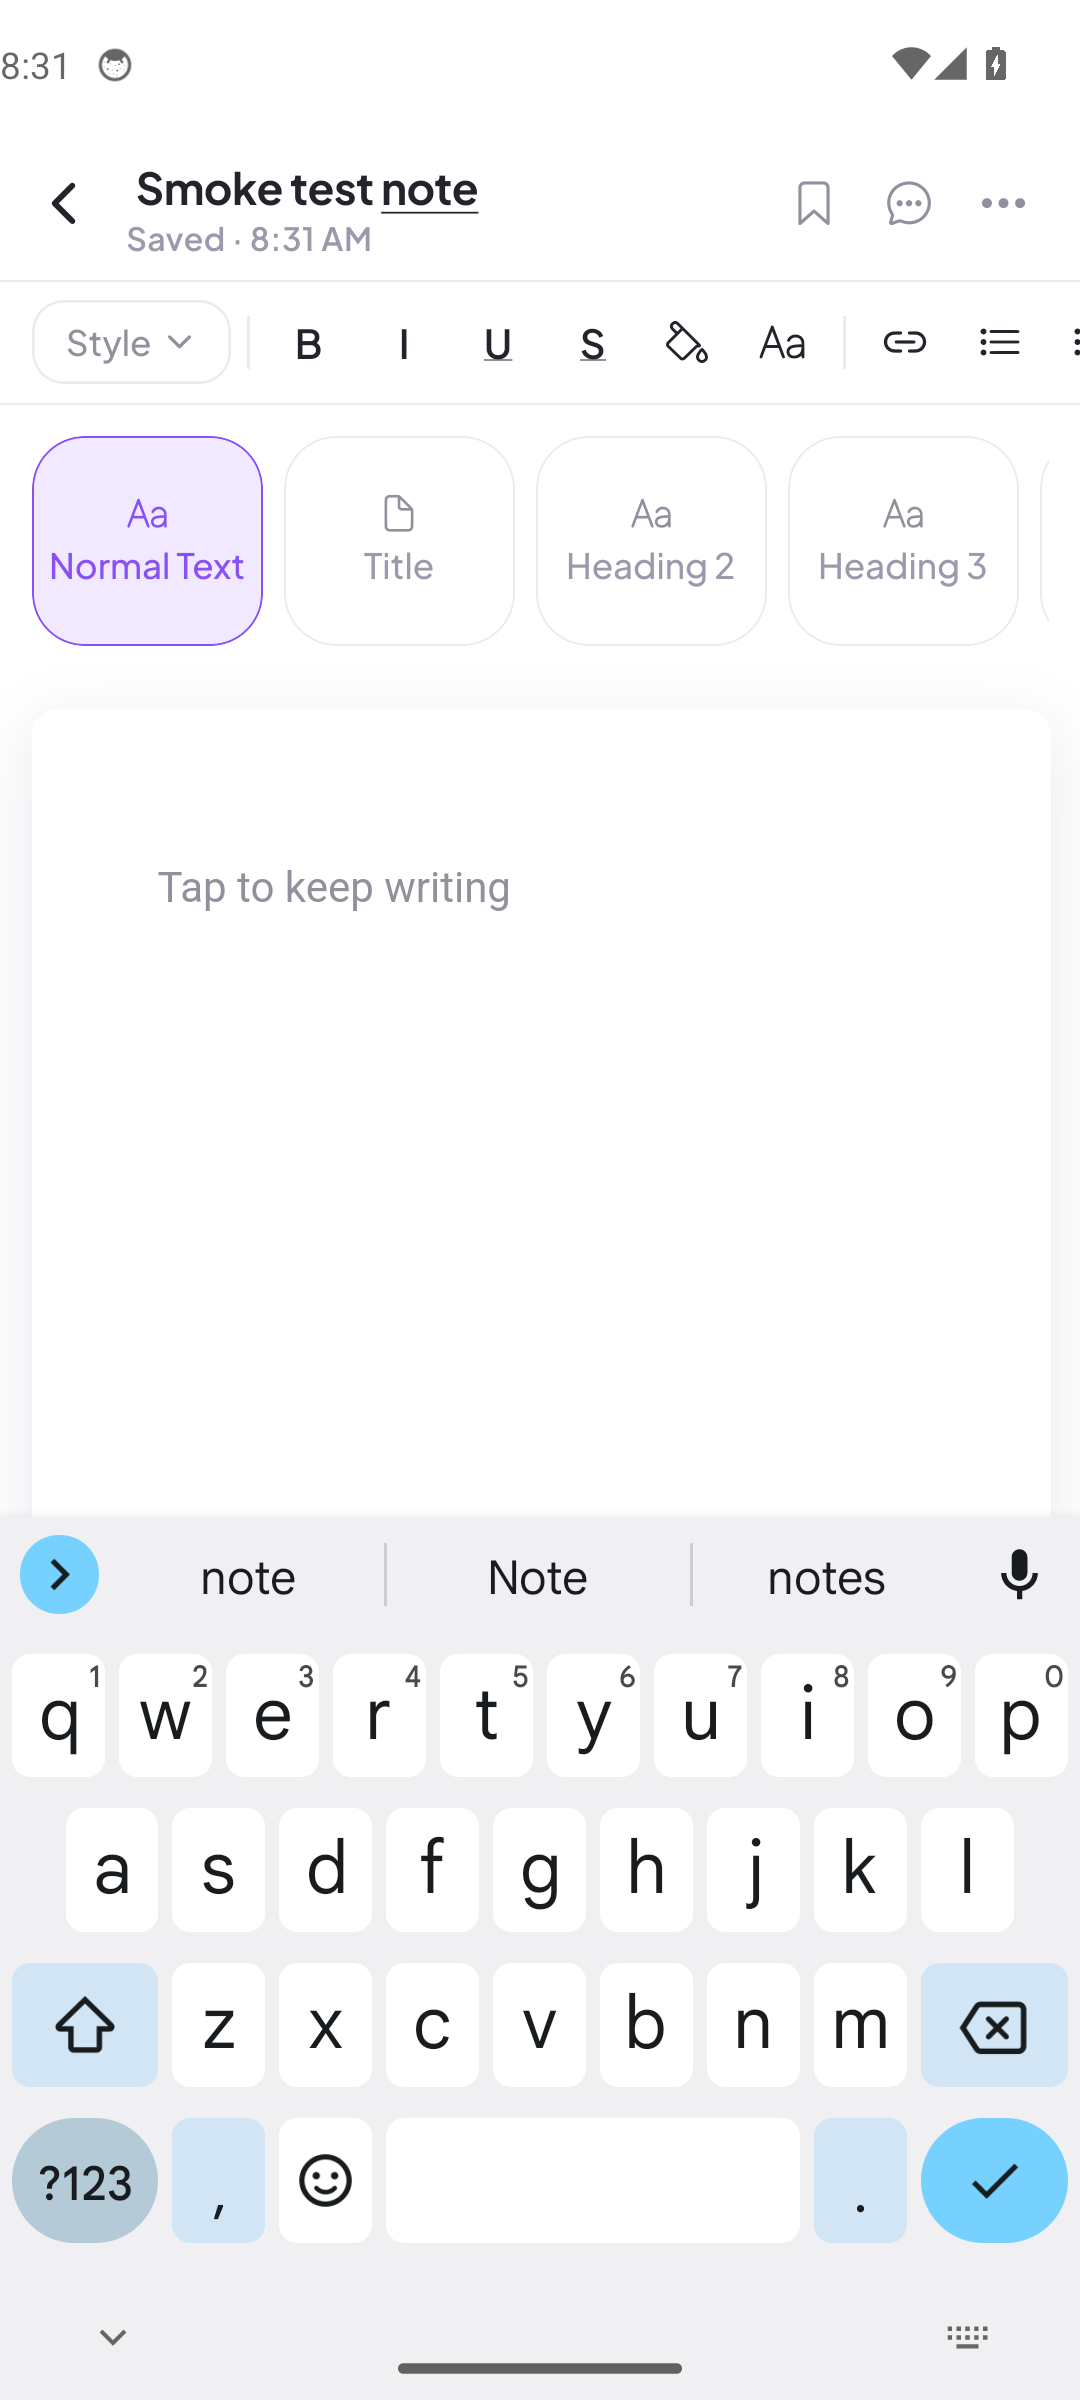 8:31
Smoke test note
Saved · 8:31 AM
Style B I U S Aa
Aa
Normal Text
Title
Aa
Heading 2
Aa
Heading 3
Tap to keep writing
note Note notes
q 1 w 2 e 3 r 4 t 5 y 6 u 7 i 8 o 9 p 0
a s d f g h j k l
z x c v b n m
?123 , .